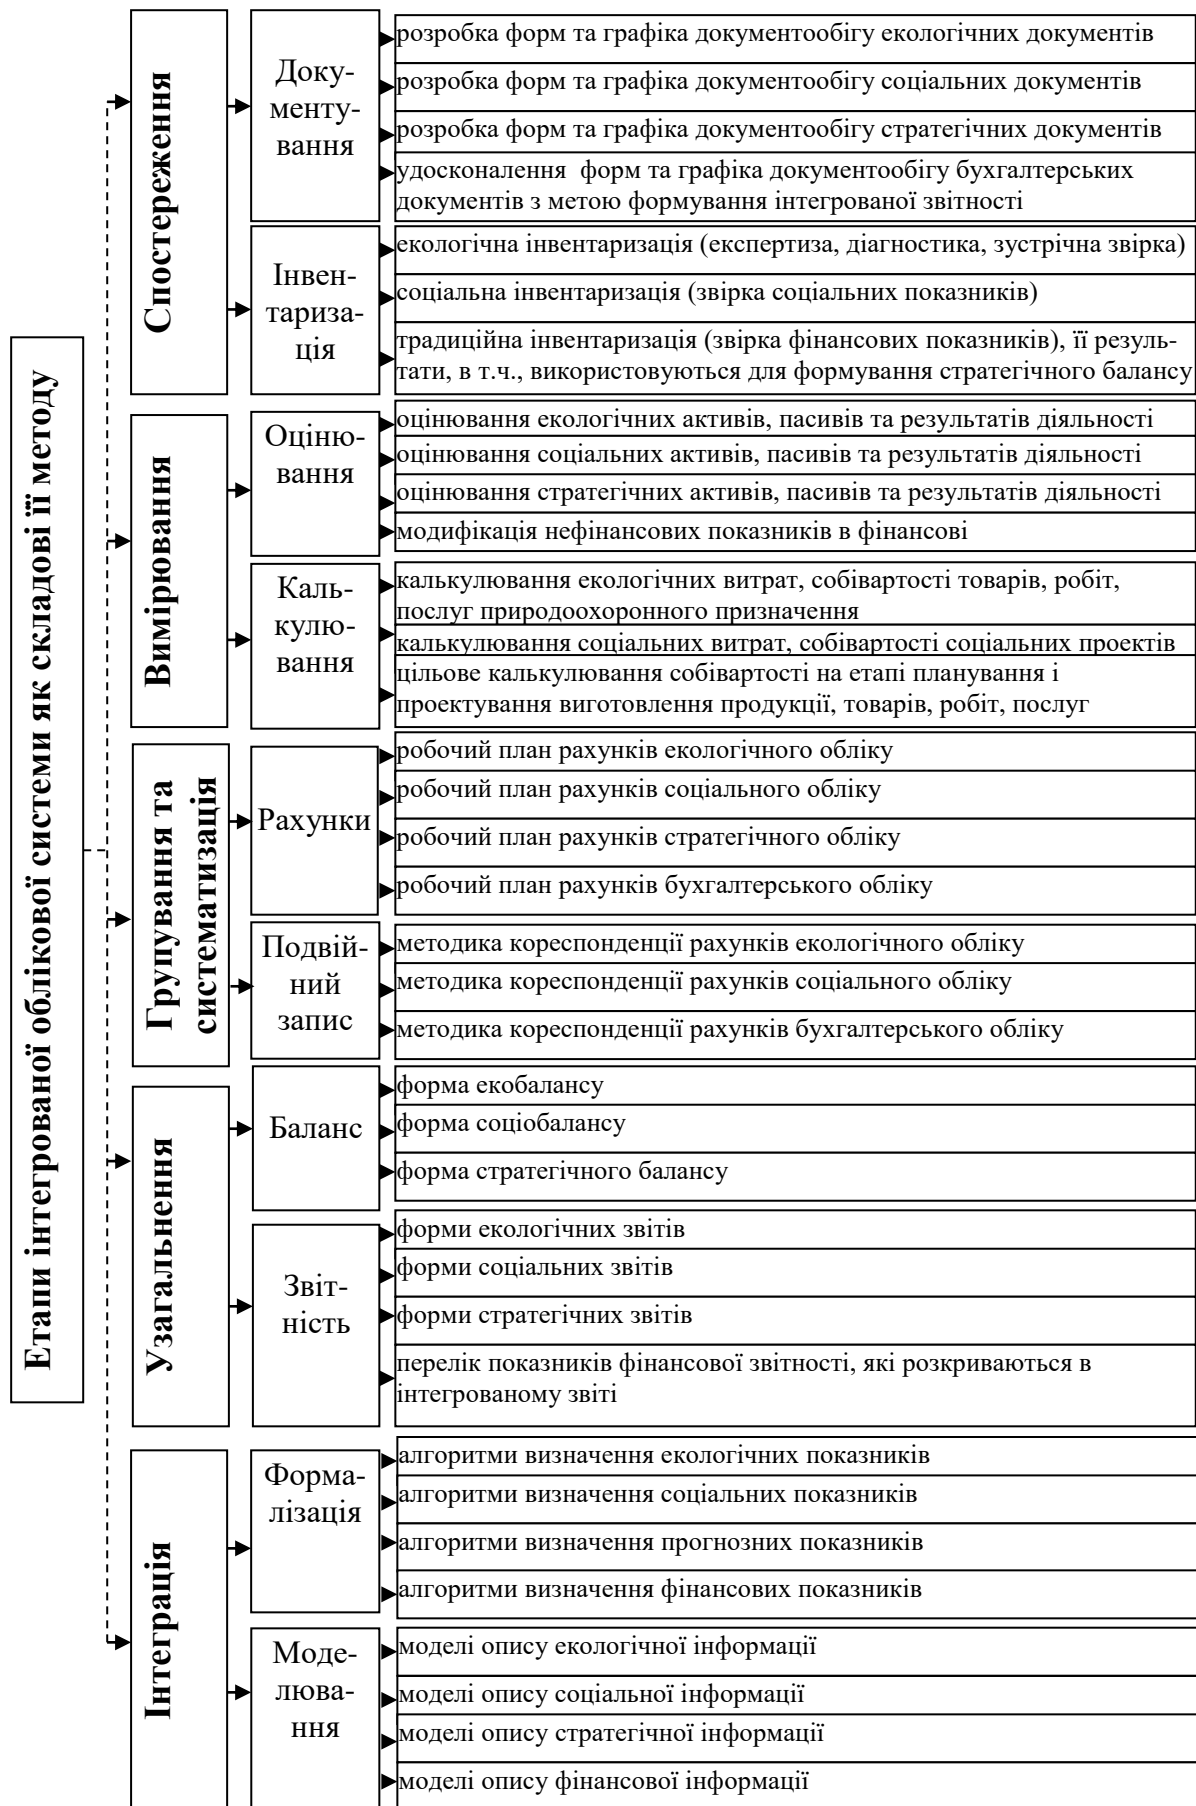 Етапи інтегрованої облікової системи як складові її методу
Спостереження
Доку-
менту-
вання
розробка форм та графіка документообігу екологічних документів
розробка форм та графіка документообігу соціальних документів
розробка форм та графіка документообігу стратегічних документів
удосконалення форм та графіка документообігу бухгалтерських
документів з метою формування інтегрованої звітності
Інвен-
тариза-
ція
екологічна інвентаризація (експертиза, діагностика, зустрічна звірка)
соціальна інвентаризація (звірка соціальних показників)
традиційна інвентаризація (звірка фінансових показників), її резуль-
тати, в т.ч., використовуються для формування стратегічного балансу
Вимірювання
Оціню-
вання
оцінювання екологічних активів, пасивів та результатів діяльності
оцінювання соціальних активів, пасивів та результатів діяльності
оцінювання стратегічних активів, пасивів та результатів діяльності
модифікація нефінансових показників в фінансові
Каль-
кулю-
вання
калькулювання екологічних витрат, собівартості товарів, робіт,
послуг природоохоронного призначення
калькулювання соціальних витрат, собівартості соціальних проектів
цільове калькулювання собівартості на етапі планування і
проектування виготовлення продукції, товарів, робіт, послуг
Групування та
систематизація
Рахунки
робочий план рахунків екологічного обліку
робочий план рахунків соціального обліку
робочий план рахунків стратегічного обліку
робочий план рахунків бухгалтерського обліку
Подвій-
ний
запис
методика кореспонденції рахунків екологічного обліку
методика кореспонденції рахунків соціального обліку
методика кореспонденції рахунків бухгалтерського обліку
Узагальнення
Баланс
форма екобалансу
форма соціобалансу
форма стратегічного балансу
Звіт-
ність
форми екологічних звітів
форми соціальних звітів
форми стратегічних звітів
перелік показників фінансової звітності, які розкриваються в
інтегрованому звіті
Інтеграція
Форма-
лізація
алгоритми визначення екологічних показників
алгоритми визначення соціальних показників
алгоритми визначення прогнозних показників
алгоритми визначення фінансових показників
Моде-
люва-
ння
моделі опису екологічної інформації
моделі опису соціальної інформації
моделі опису стратегічної інформації
моделі опису фінансової інформації